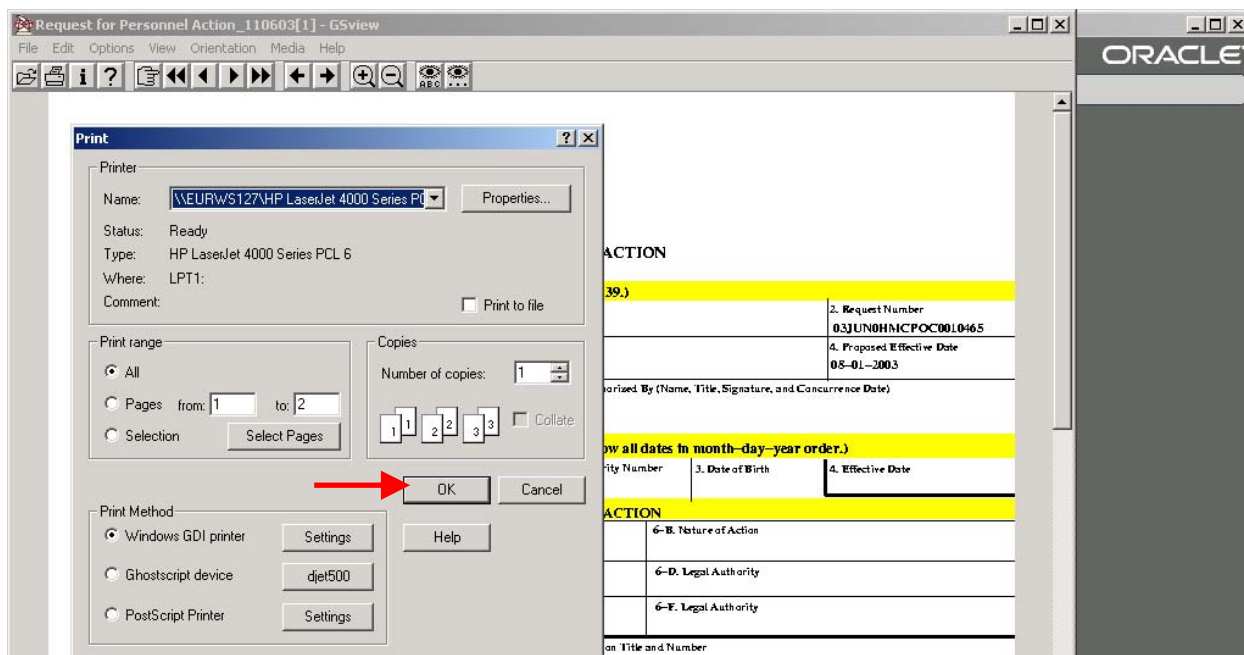 Request for Personnel Action_110603[1] - GSview
ORACLE
File Edit Options View Orientation Media Help
i ? ABC
Print ? X
Printer
Name: \\EURWS127\HP LaserJet 4000 Series PC Properties...
Status: Ready
Type: HP LaserJet 4000 Series PCL 6
Where: LPT1:
Comment: Print to file
Print range
All
Pages from: 1 to: 2
Selection Select Pages
Copies
Number of copies: 1
1 1 2 2 3 3 Collate
OK Cancel
Print Method
Windows GDI printer Settings Help
Ghostscript device djet500
PostScript Printer Settings
ACTION
39.)
2. Request Number
03JUN0HMCPOC0010465
4. Proposed Effective Date
08-01-2003
orized By (Name, Title, Signature, and Concurrence Date)
ow all dates in month-day-year order.)
rity Number 3. Date of Birth 4. Effective Date
ACTION
6-B. Nature of Action
6-D. Legal Authority
6-F. Legal Authority
on Title and Number